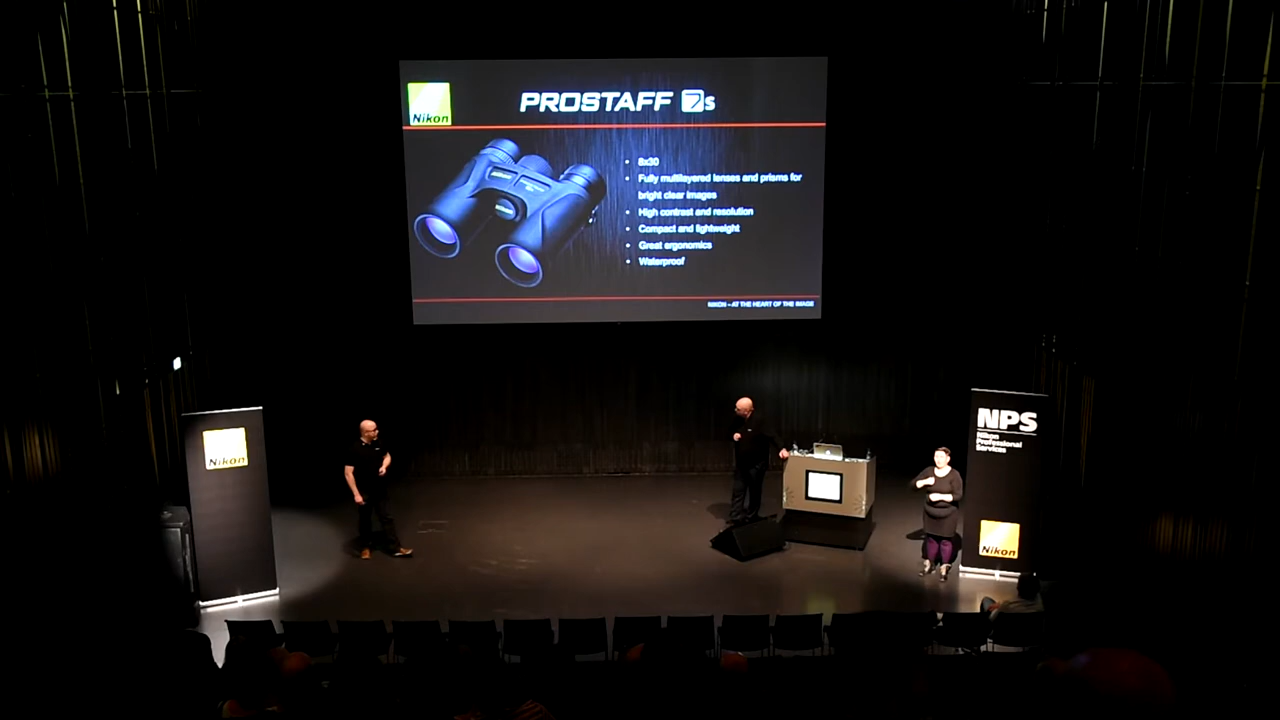 Nikon
PROSTAFF 7s
• 8x30
• Fully multilayered lenses and prisms for
bright clear images
• High contrast and resolution
• Compact and lightweight
• Great ergonomics
• Waterproof
NIKON – AT THE HEART OF THE IMAGE
Nikon
NPS
Nikon
Professional
Services
Nikon